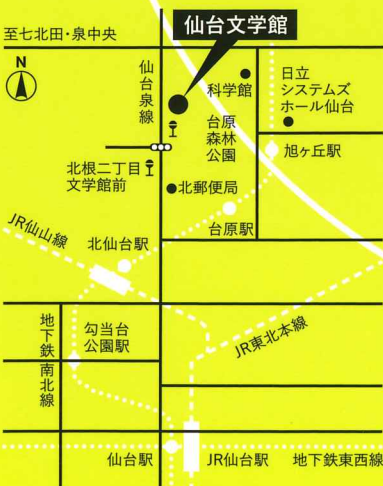 仙台文学館
至七北田・泉中央
N
仙台泉線
科学館
日立
システムズ
ホール仙台
台原
森林
公園
旭ヶ丘駅
北根二丁目
文学館前
北郵便局
台原駅
JR仙山線
北仙台駅
地下鉄南北線
勾当台
公園駅
JR東北本線
仙台駅
JR仙台駅
地下鉄東西線